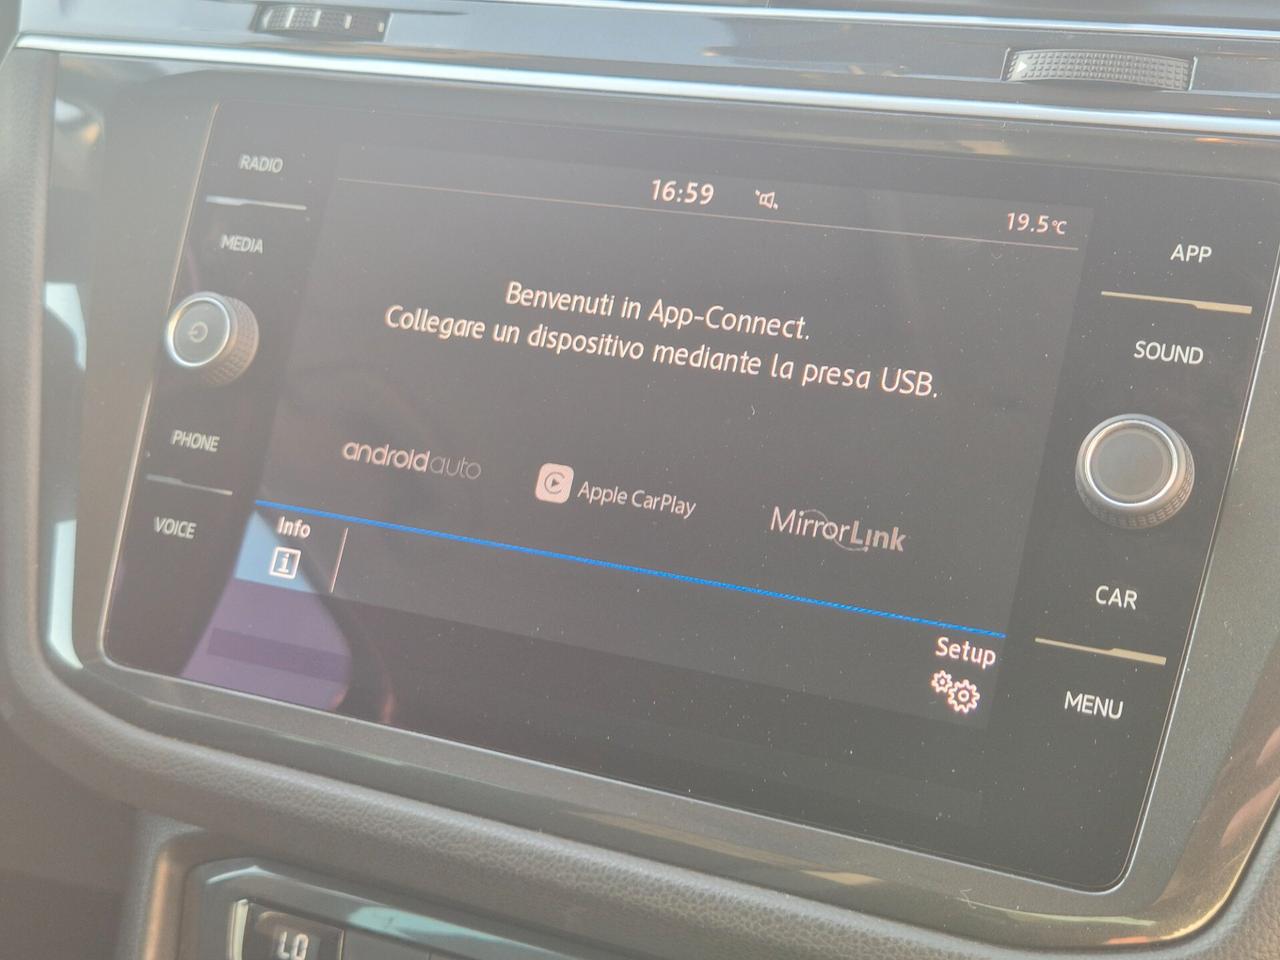 RADIO
MEDIA
PHONE
VOICE
16:59
19.5°C
Benvenuti in App-Connect.
Collegare un dispositivo mediante la presa USB.
androidauto
Apple CarPlay
MirrorLink
Info
i
Setup
APP
SOUND
CAR
MENU
LO